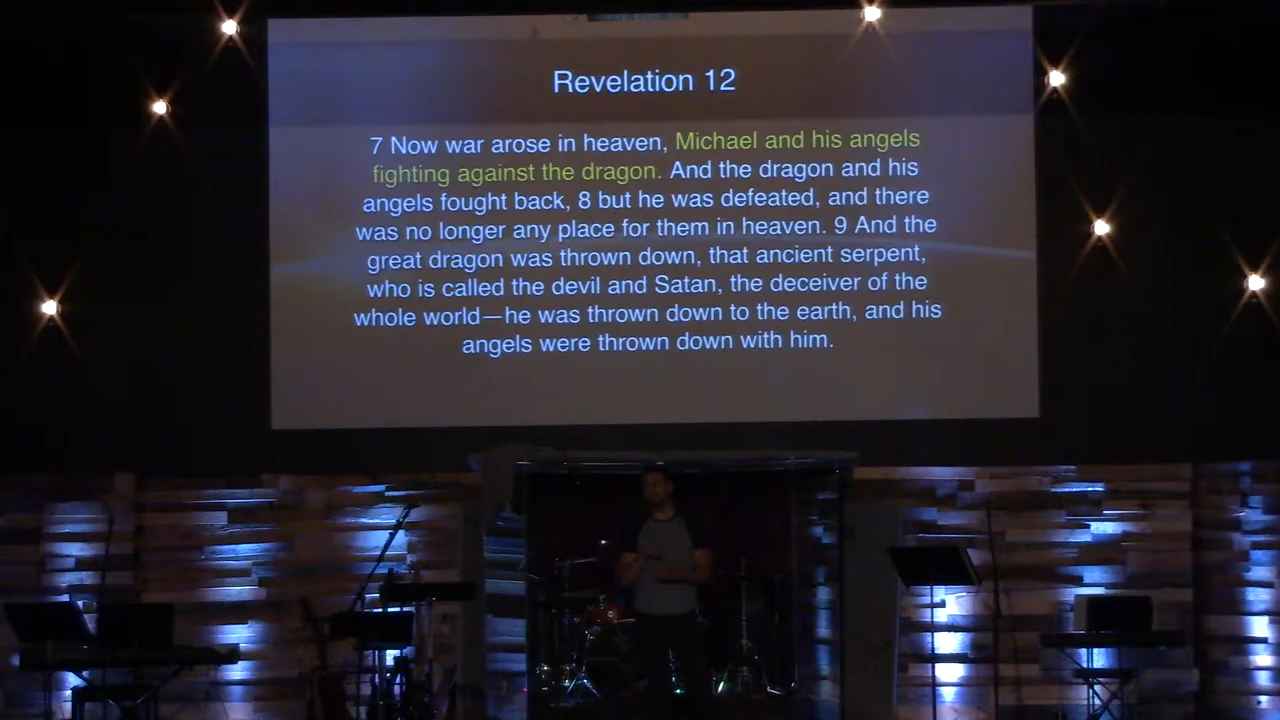 Revelation 12
7 Now war arose in heaven, Michael and his angels
fighting against the dragon. And the dragon and his
angels fought back, 8 but he was defeated, and there
was no longer any place for them in heaven. 9 And the
great dragon was thrown down, that ancient serpent,
who is called the devil and Satan, the deceiver of the
whole world—he was thrown down to the earth, and his
angels were thrown down with him.